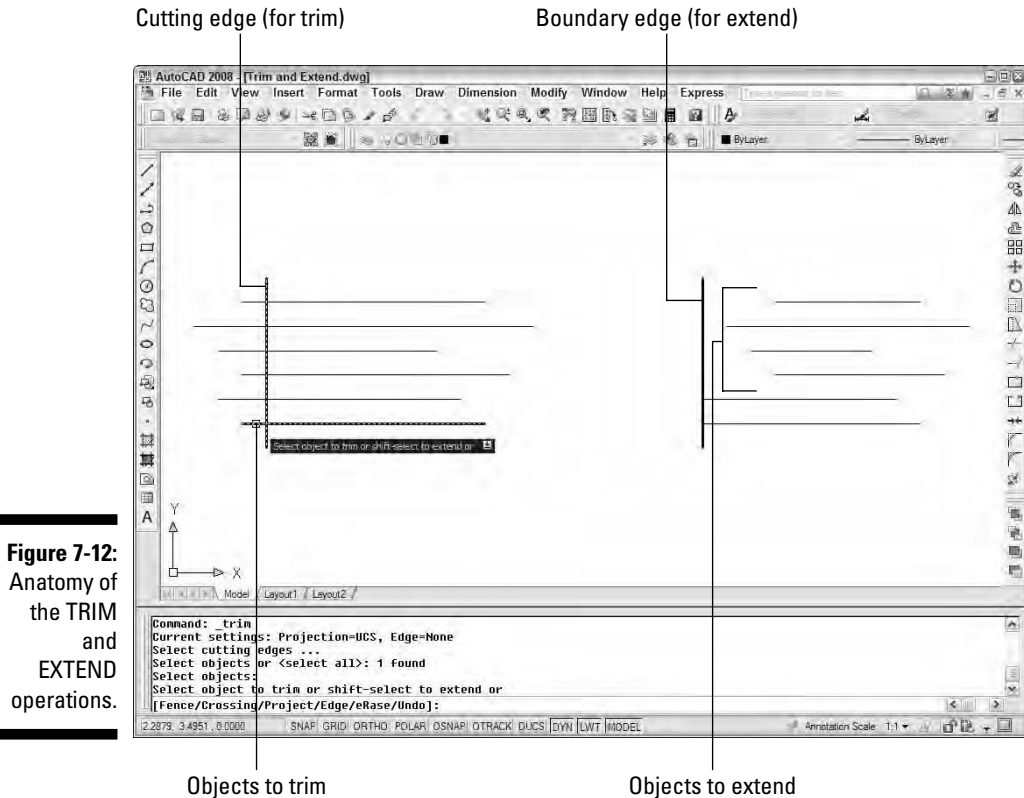 Cutting edge (for trim)
Boundary edge (for extend)
AutoCAD 2008 - [Trim and Extend.dwg]
File Edit View Insert Format Tools Draw Dimension Modify Window Help Express
ByLayer
ByLayer
Select object to trim or shift-select to extend or
Y
X
A
Model / Layout1 / Layout2 /
Figure 7-12:
Anatomy of
the TRIM
and
EXTEND
operations.
Command: _trim
Current settings: Projection=UCS, Edge=None
Select cutting edges ...
Select objects or <select all>: 1 found
Select objects:
Select object to trim or shift-select to extend or
[Fence/Crossing/Project/Edge/eRase/Undo]:
2.2879, 3.4951, 0.0000 SNAP GRID ORTHO POLAR OSNAP OTRACK DUCS DYN LWT MODEL Annotation Scale 1:1
Objects to trim
Objects to extend